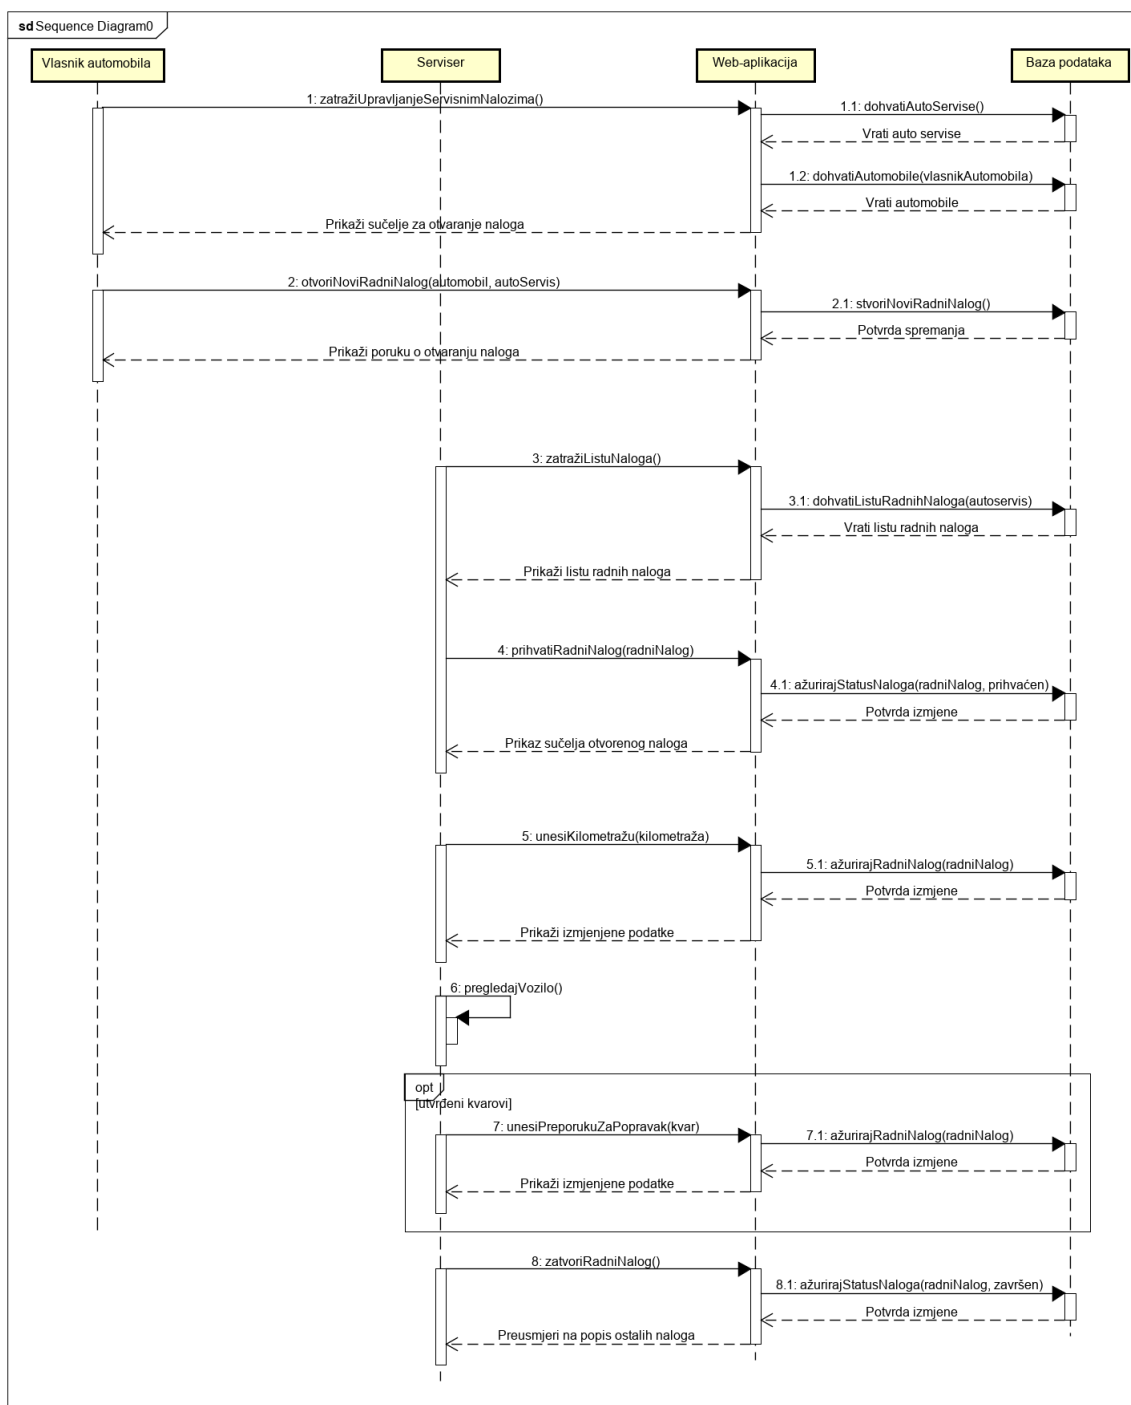 sd Sequence Diagram0
Vlasnik automobila
Serviser
Web-aplikacija
Baza podataka
1: zatražiUpravljanjeServisnimNalozima()
1.1: dohvatiAutoServise()
Vrati auto servise
1.2: dohvatiAutomobile(vlasnikAutomobila)
Vrati automobile
Prikaži sučelje za otvaranje naloga
2: otvoriNoviRadniNalog(automobil, autoServis)
2.1: stvoriNoviRadniNalog()
Potvrda spremanja
Prikaži poruku o otvaranju naloga
3: zatražiListuNaloga()
3.1: dohvatiListuRadnihNaloga(autoservis)
Vrati listu radnih naloga
Prikaži listu radnih naloga
4: prihvatiRadniNalog(radniNalog)
4.1: ažurirajStatusNaloga(radniNalog, prihvaćen)
Potvrda izmjene
Prikaz sučelja otvorenog naloga
5: unesiKilometražu(kilometraža)
5.1: ažurirajRadniNalog(radniNalog)
Potvrda izmjene
Prikaži izmjenjene podatke
6: pregledajVozilo()
opt
[utvrđeni kvarovi]
7: unesiPreporukuZaPopravak(kvar)
7.1: ažurirajRadniNalog(radniNalog)
Potvrda izmjene
Prikaži izmjenjene podatke
8: zatvoriRadniNalog()
8.1: ažurirajStatusNaloga(radniNalog, završen)
Potvrda izmjene
Preusmjeri na popis ostalih naloga